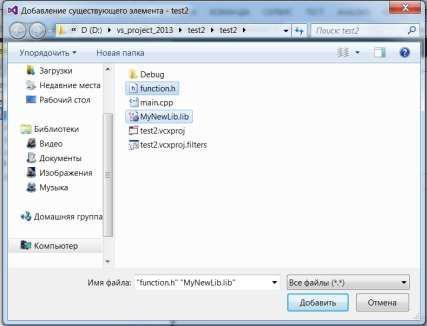 Добавление существующего элемента - test2
D (D:) ▸ vs_project_2013 ▸ test2 ▸ test2 ▸
Поиск: test2
Упорядочить Новая папка
Загрузки
Недавние места
Рабочий стол
Библиотеки
Видео
Документы
Изображения
Музыка
Домашняя группа
Компьютер
Debug
function.h
main.cpp
MyNewLib.lib
test2.vcxproj
test2.vcxproj.filters
Имя файла: "function.h" "MyNewLib.lib"
Все файлы (*.*)
Добавить Отмена